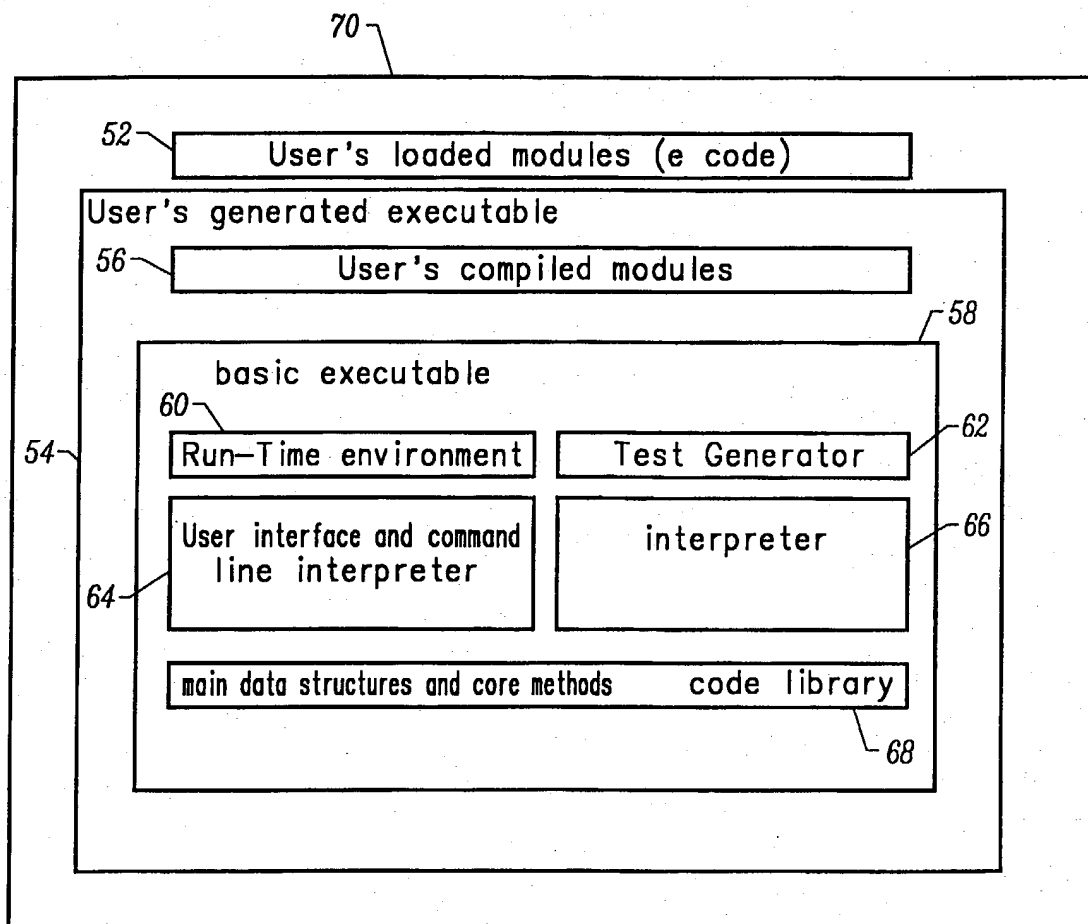 70
52
User's loaded modules (e code)
User's generated executable
56
User's compiled modules
58
basic executable
60
54
Run-Time environment
Test Generator
62
User interface and command
line interpreter
interpreter
66
64
main data structures and core methods code library
68